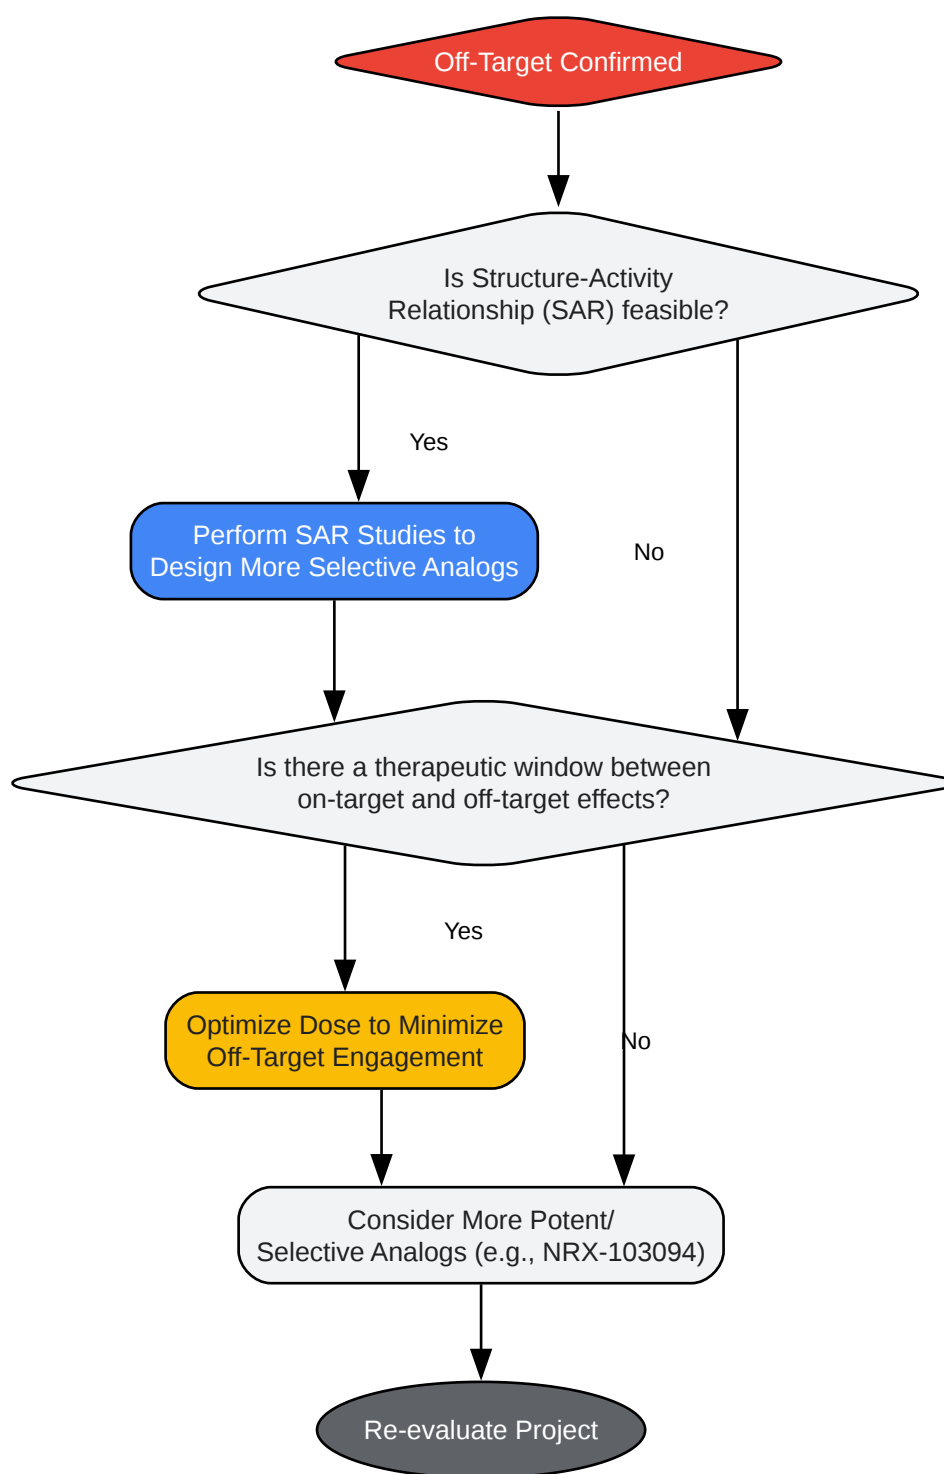 Off-Target Confirmed
Is Structure-Activity
Relationship (SAR) feasible?
Yes
Perform SAR Studies to
Design More Selective Analogs
No
Is there a therapeutic window between
on-target and off-target effects?
Yes
Optimize Dose to Minimize
Off-Target Engagement
No
Consider More Potent/
Selective Analogs (e.g., NRX-103094)
Re-evaluate Project